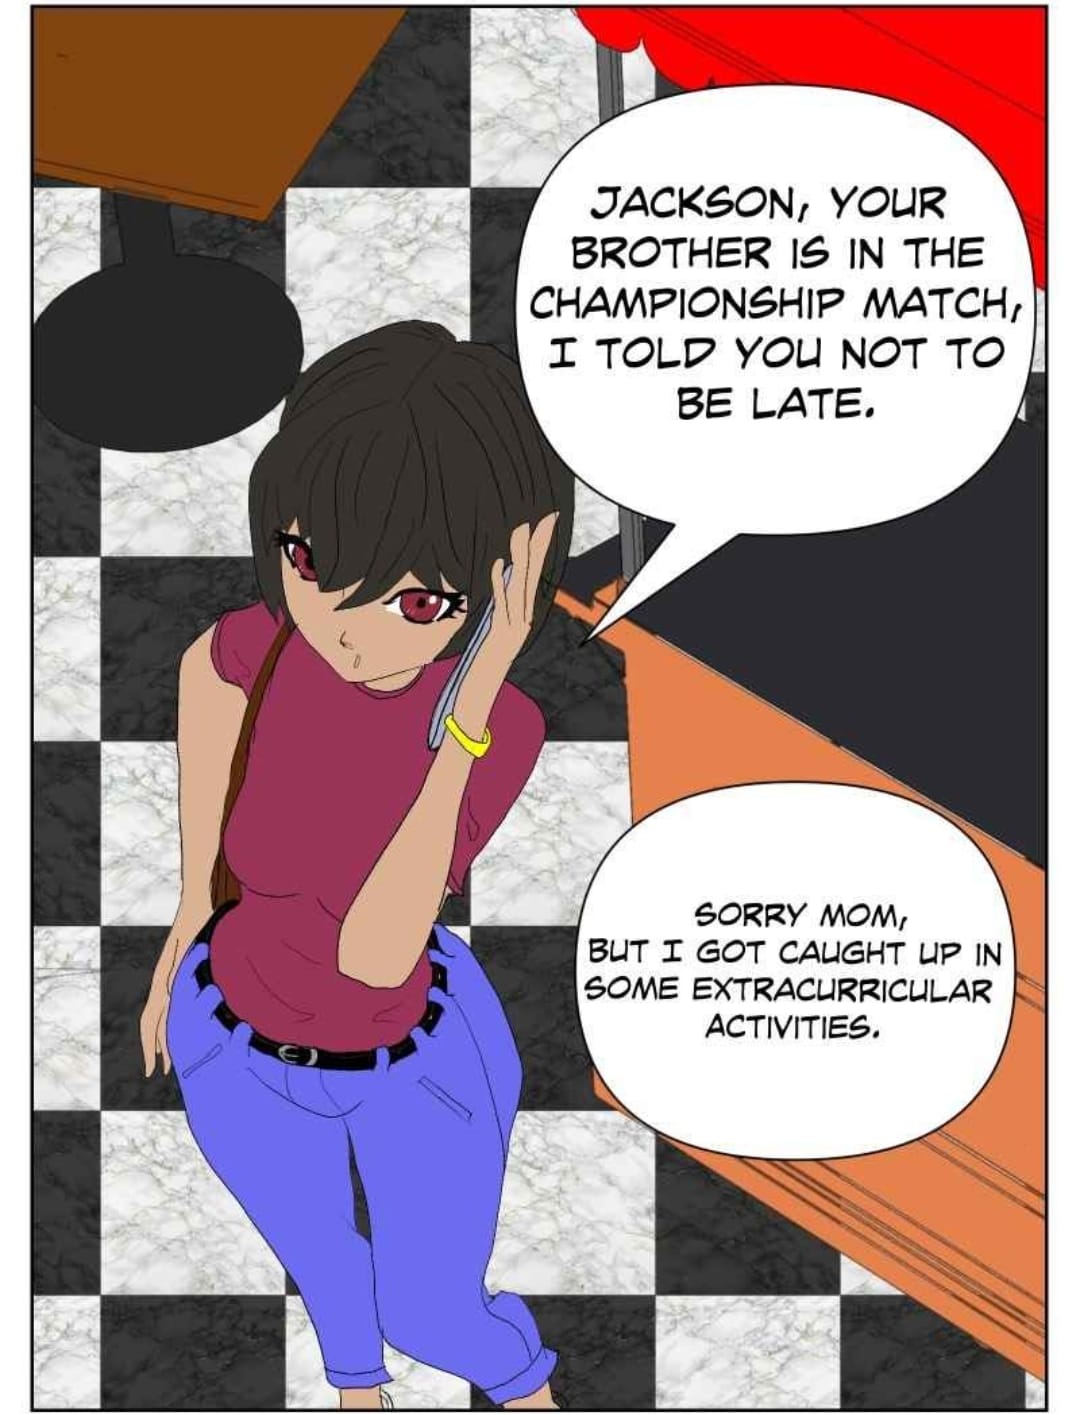 JACKSON, YOUR
BROTHER IS IN THE
CHAMPIONSHIP MATCH,
I TOLD YOU NOT TO
BE LATE.
SORRY MOM,
BUT I GOT CAUGHT UP IN
SOME EXTRACURRICULAR
ACTIVITIES.